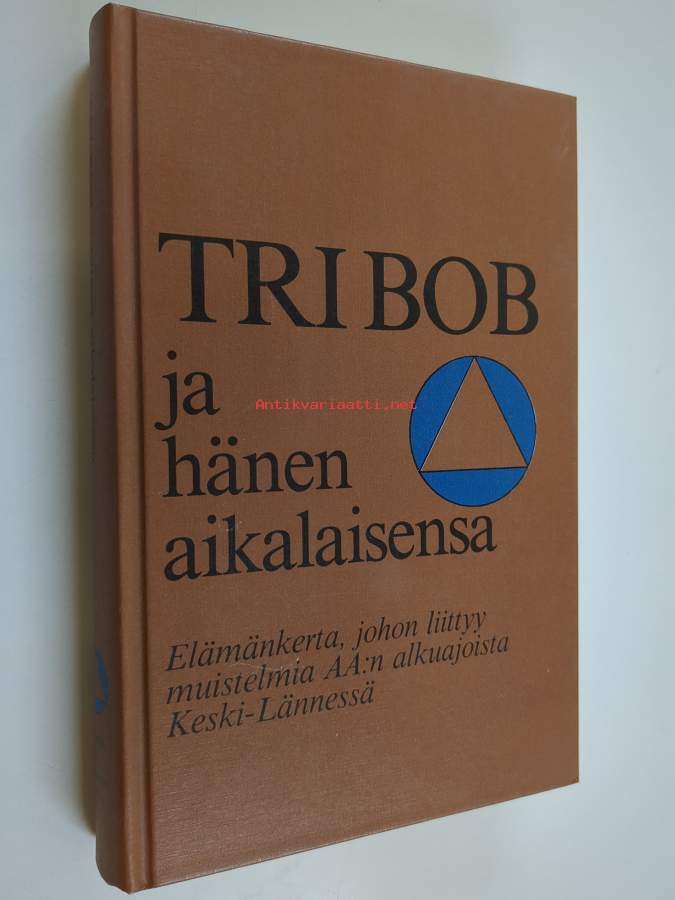 TRI BOB
ja
Antikvariaatti.net
hänen
aikalaisensa
Elämänkerta, johon liittyy
muistelmia AA:n alkuajoista
Keski-Lännessä